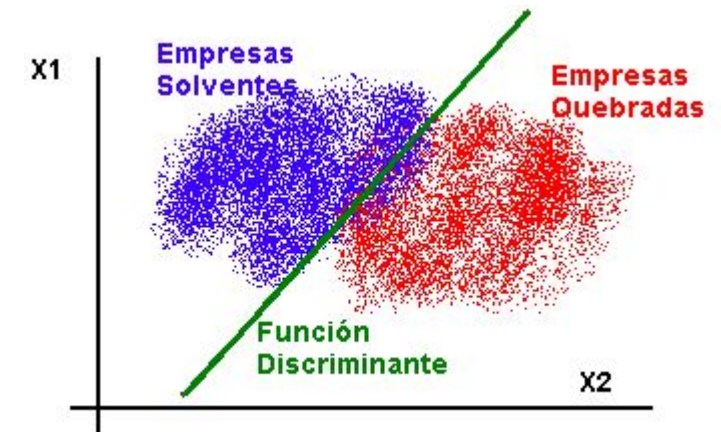 Empresas
Solventes
X1
Empresas
Quebradas
Función
Discriminante
X2